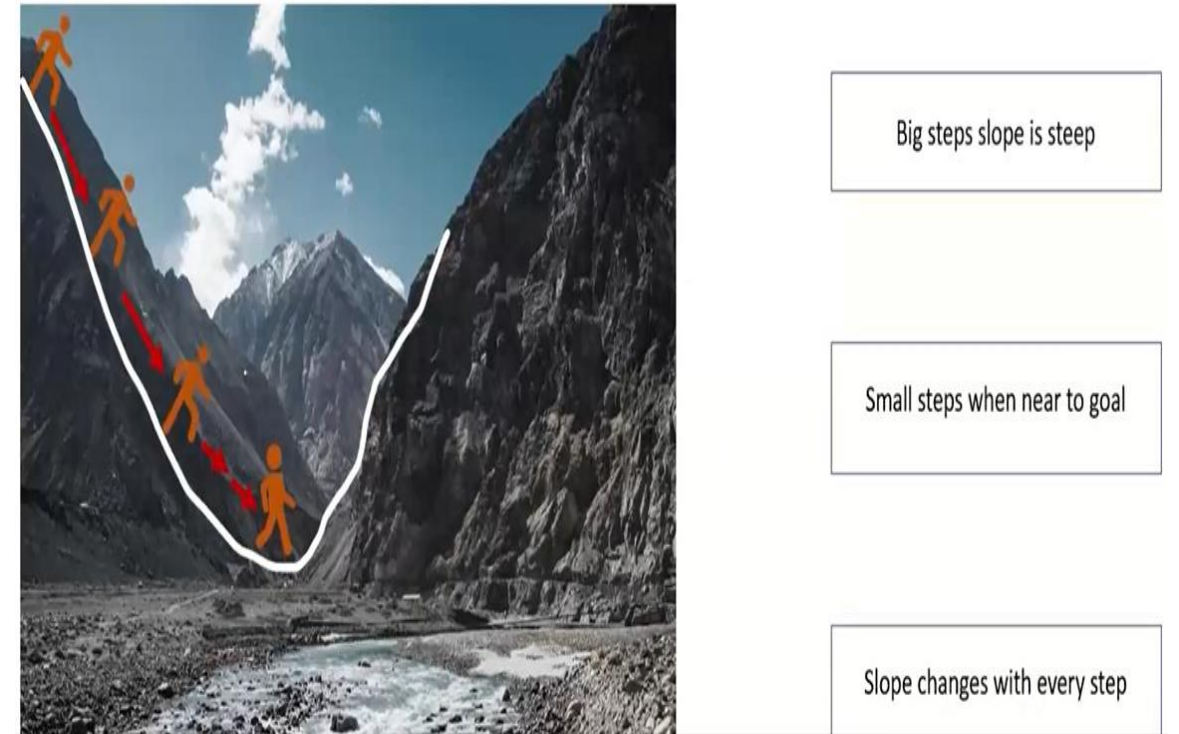 Big steps slope is steep
Small steps when near to goal
Slope changes with every step